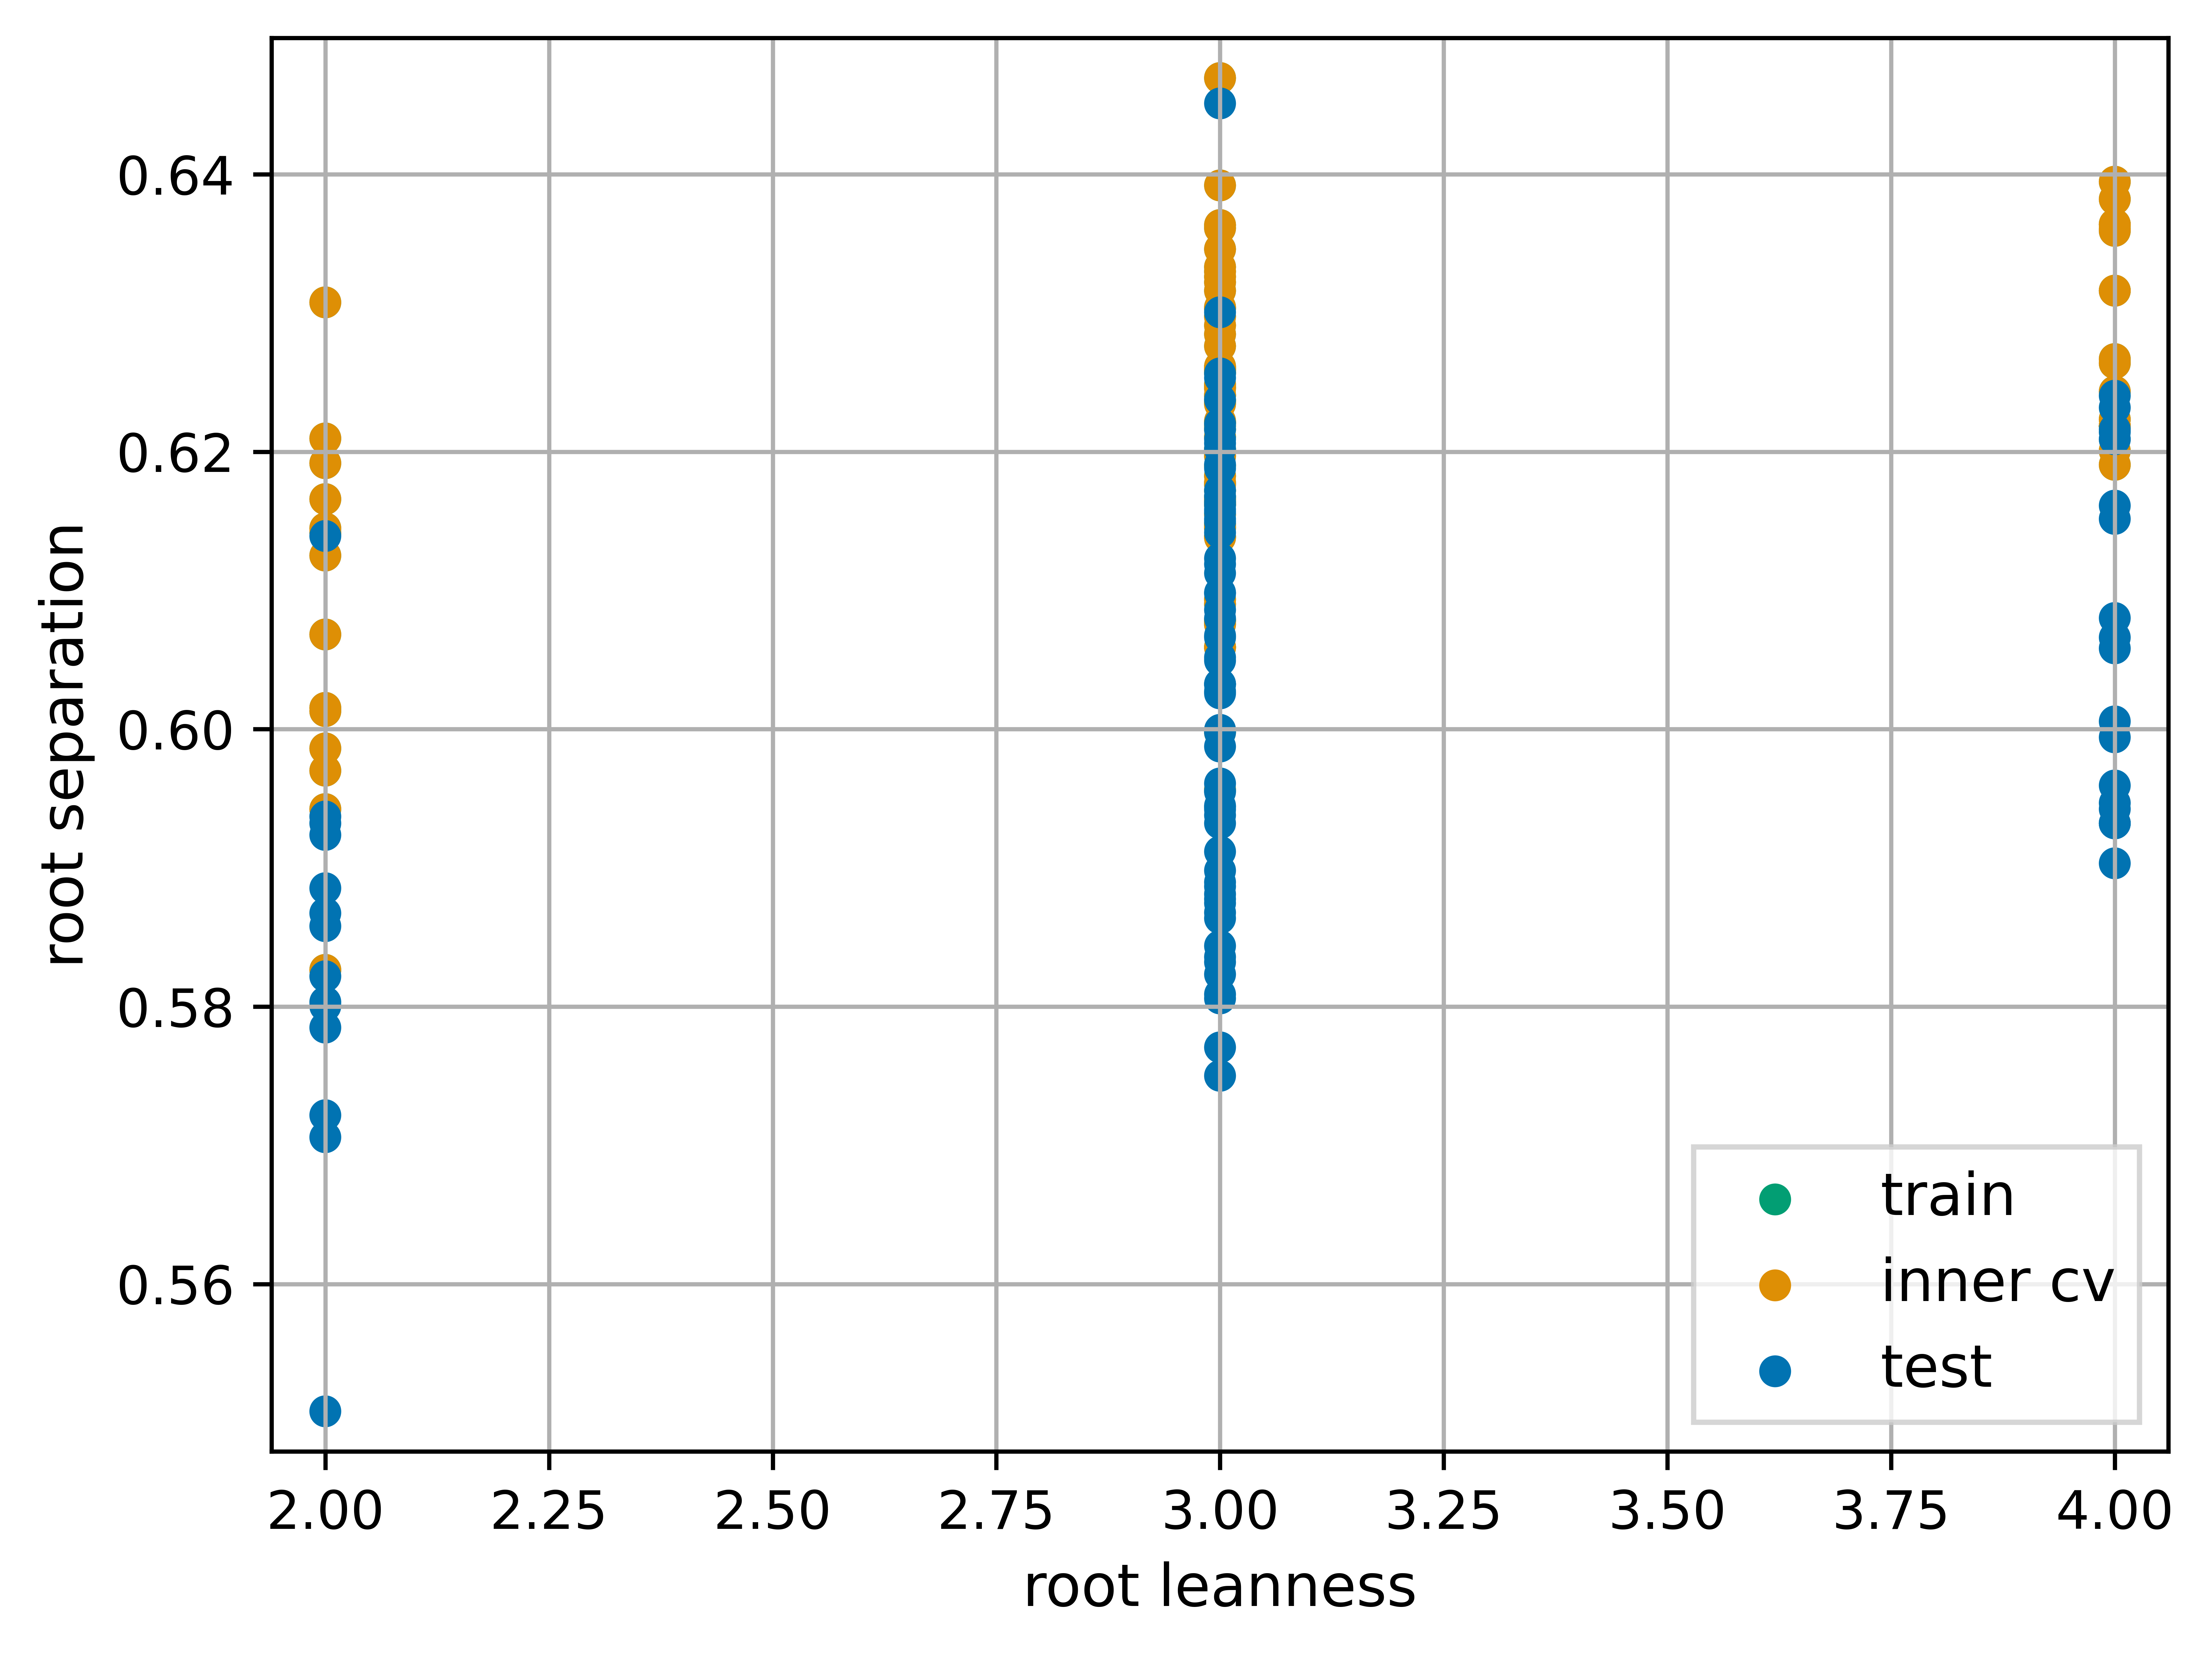 0.64
0.62
0.60
0.58
0.56
root separation
2.00 2.25 2.50 2.75 3.00 3.25 3.50 3.75 4.00
root leanness
train
inner cv
test